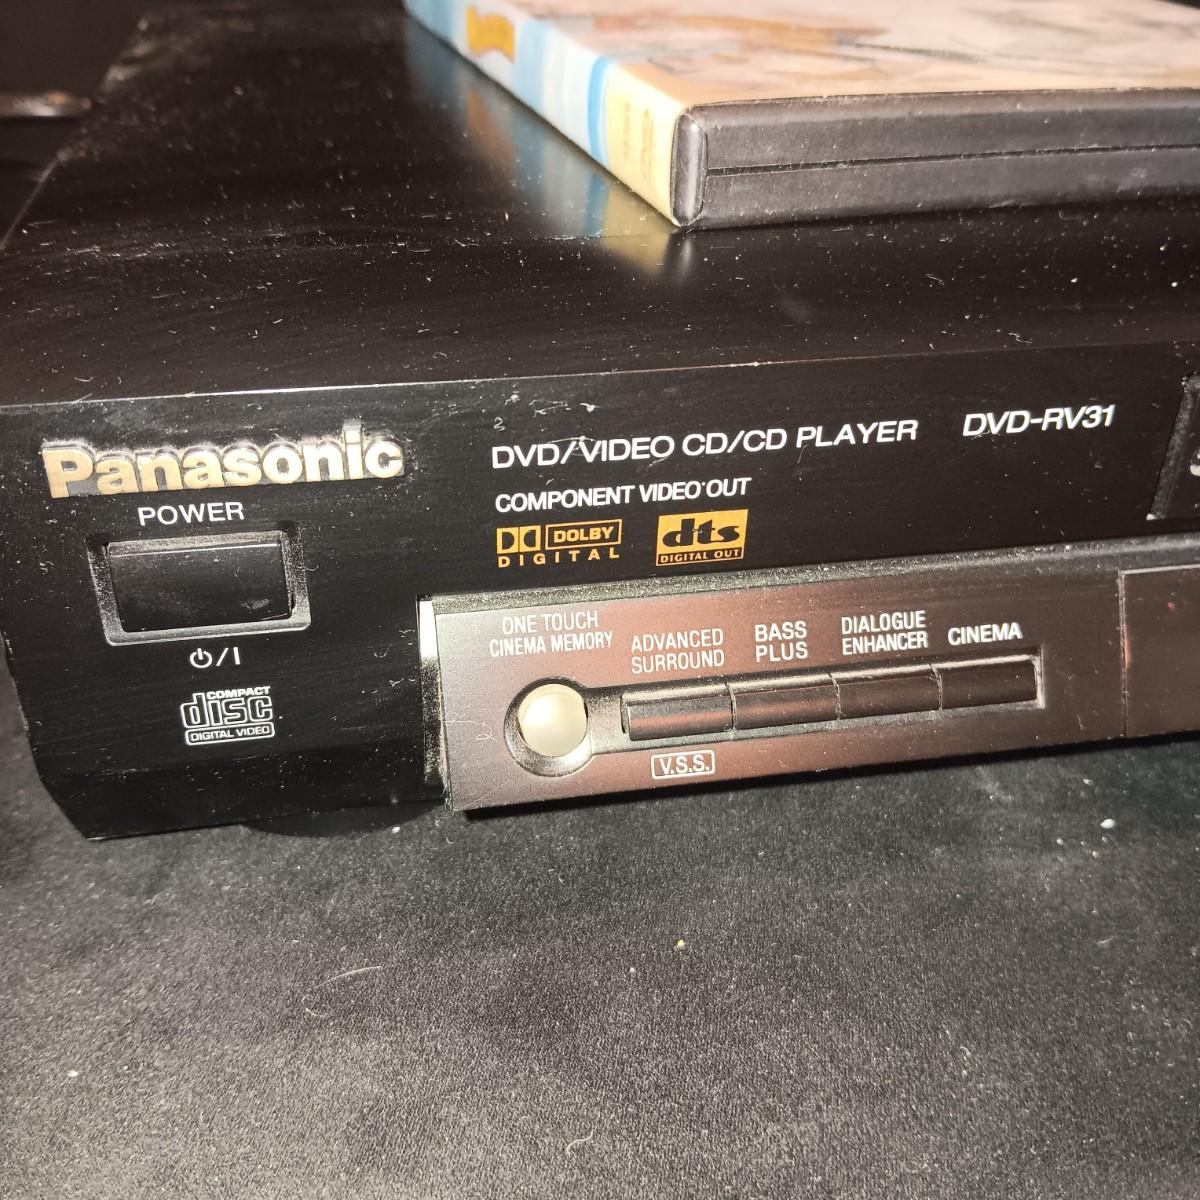 Panasonic
DVD/VIDEO CD/CD PLAYER DVD-RV31
POWER
COMPONENT VIDEO OUT
DOLBY
DIGITAL
dts
DIGITAL OUT
ONE TOUCH
CINEMA MEMORY
ADVANCED
SURROUND
BASS
PLUS
DIALOGUE
ENHANCER
CINEMA
⏻/I
COMPACT
disc
DIGITAL VIDEO
V.S.S.